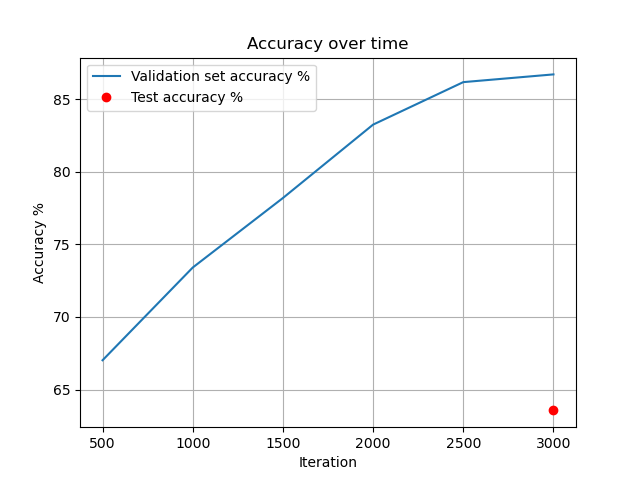 Accuracy over time
Validation set accuracy %
Test accuracy %
Accuracy %
85
80
75
70
65
500 1000 1500 2000 2500 3000
Iteration